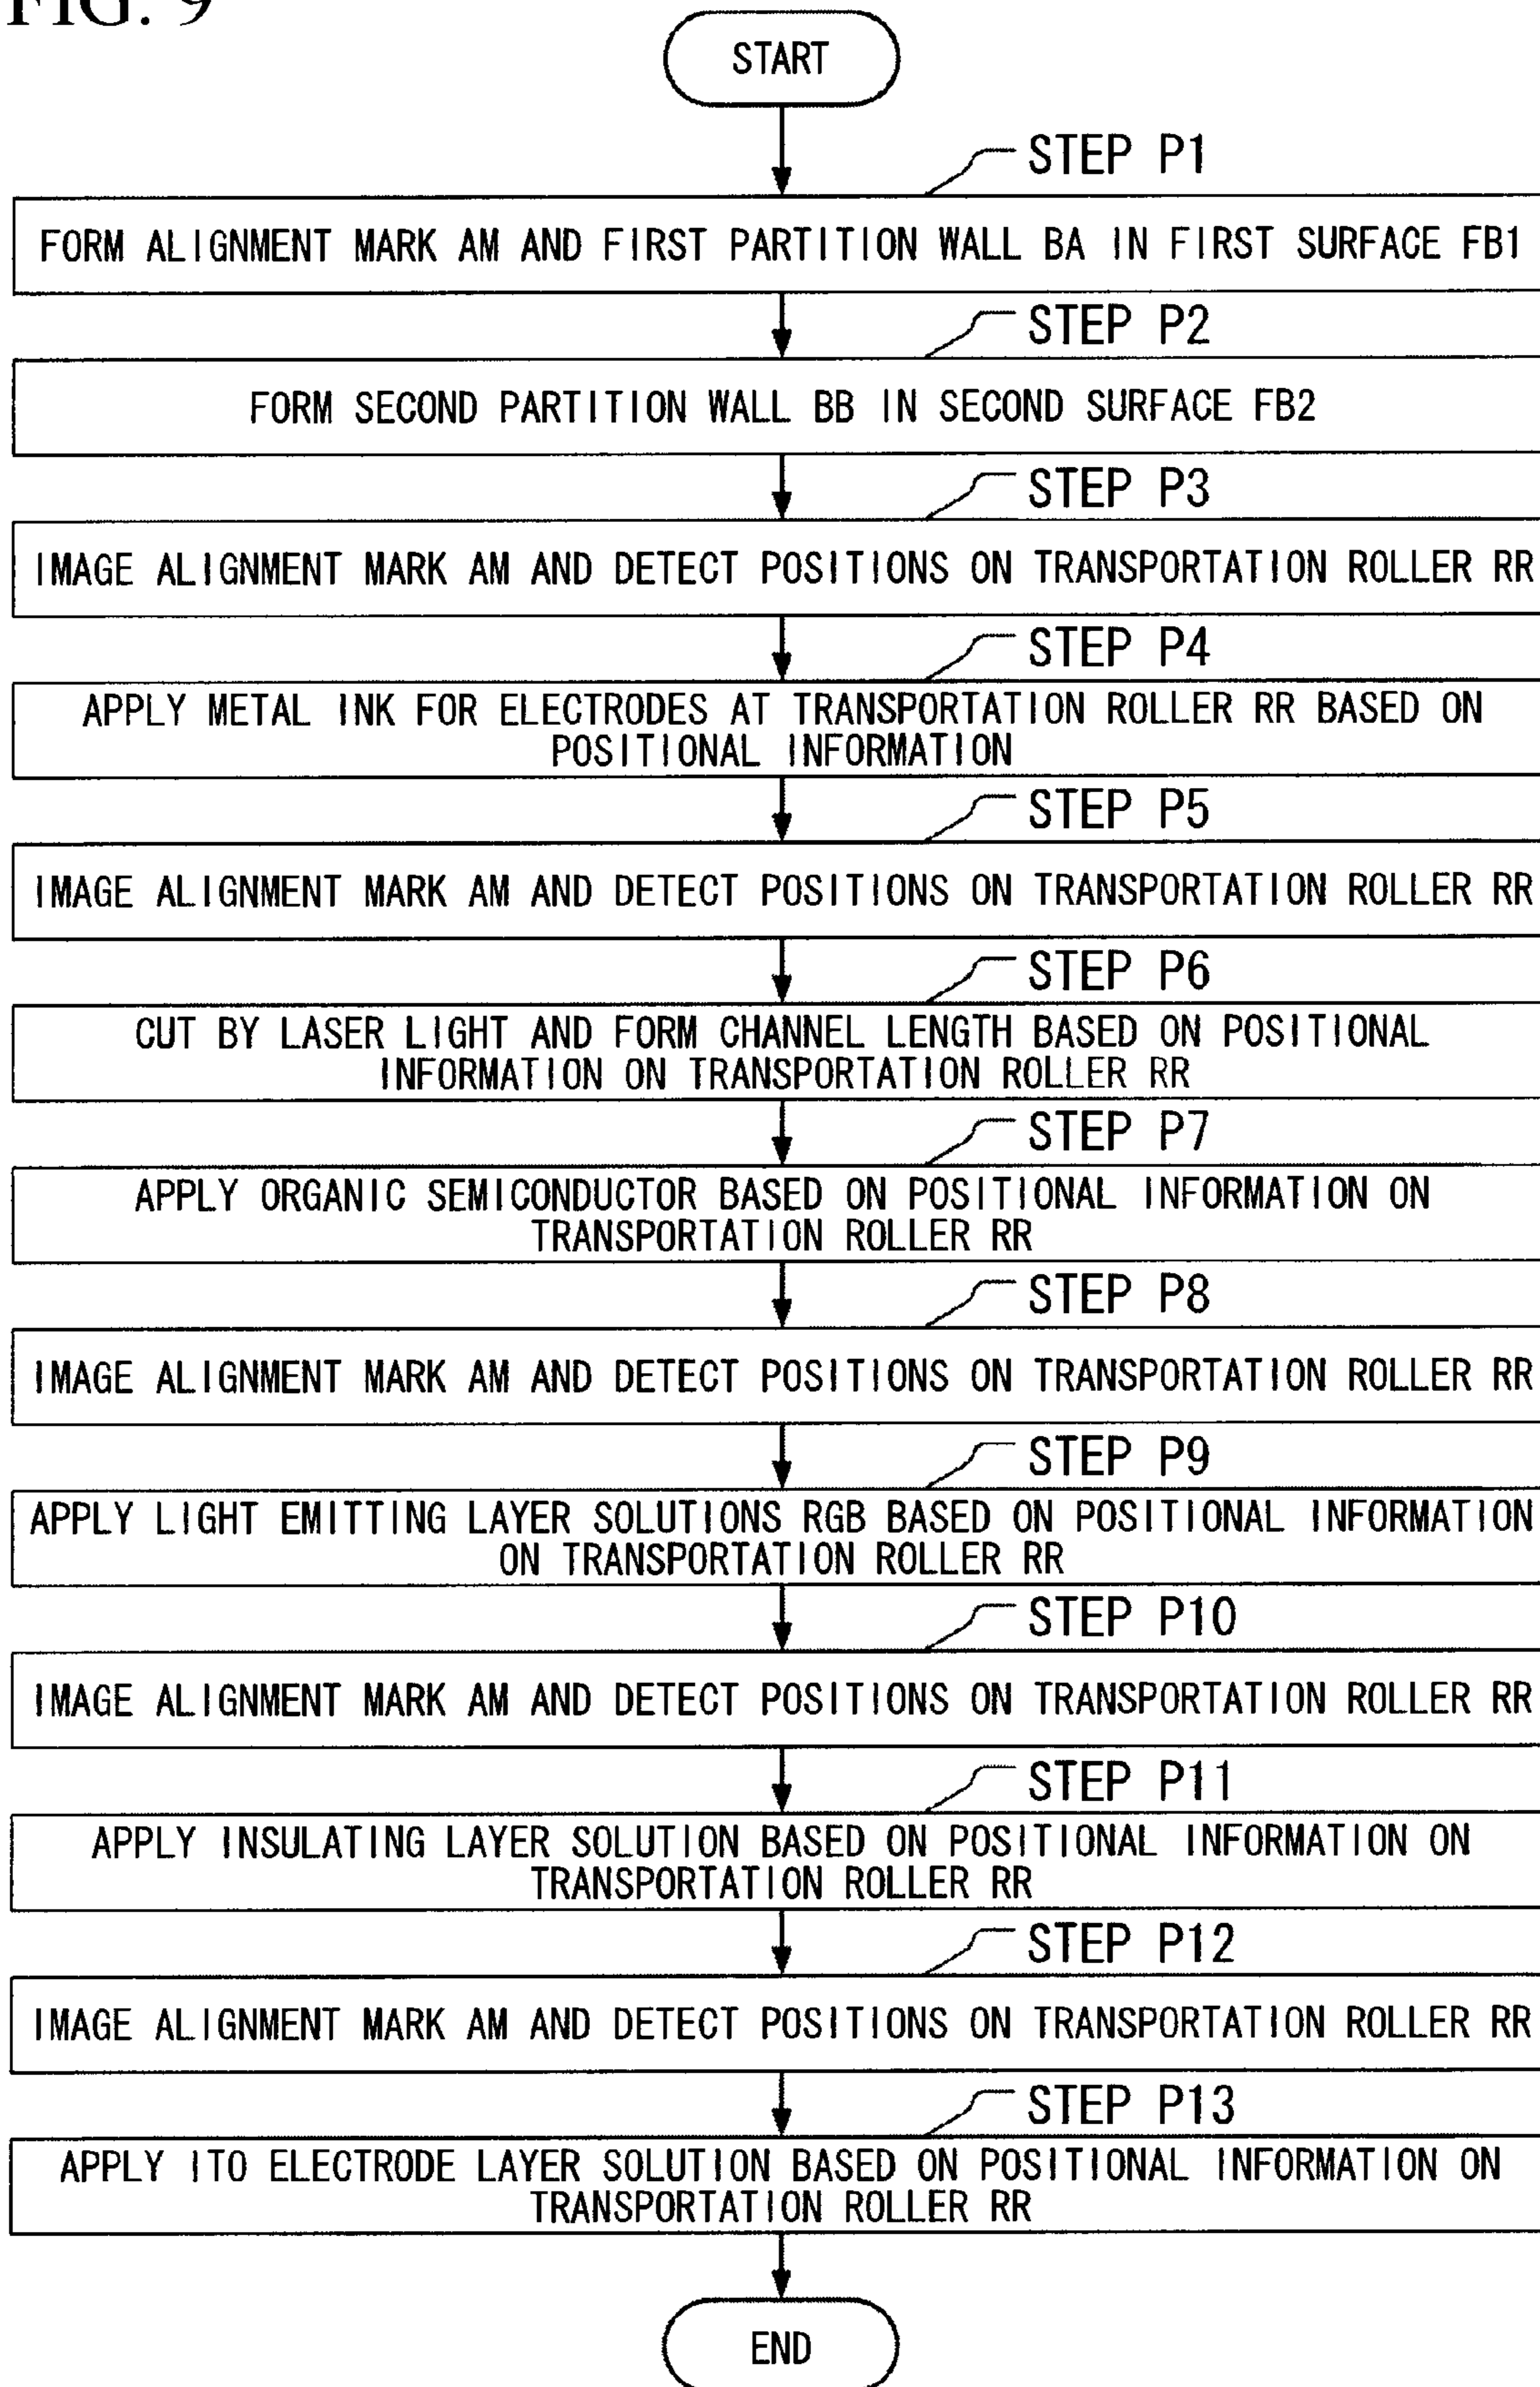 FIG. 9
START
STEP P1
FORM ALIGNMENT MARK AM AND FIRST PARTITION WALL BA IN FIRST SURFACE FB1
STEP P2
FORM SECOND PARTITION WALL BB IN SECOND SURFACE FB2
STEP P3
IMAGE ALIGNMENT MARK AM AND DETECT POSITIONS ON TRANSPORTATION ROLLER RR
STEP P4
APPLY METAL INK FOR ELECTRODES AT TRANSPORTATION ROLLER RR BASED ON
POSITIONAL INFORMATION
STEP P5
IMAGE ALIGNMENT MARK AM AND DETECT POSITIONS ON TRANSPORTATION ROLLER RR
STEP P6
CUT BY LASER LIGHT AND FORM CHANNEL LENGTH BASED ON POSITIONAL
INFORMATION ON TRANSPORTATION ROLLER RR
STEP P7
APPLY ORGANIC SEMICONDUCTOR BASED ON POSITIONAL INFORMATION ON
TRANSPORTATION ROLLER RR
STEP P8
IMAGE ALIGNMENT MARK AM AND DETECT POSITIONS ON TRANSPORTATION ROLLER RR
STEP P9
APPLY LIGHT EMITTING LAYER SOLUTIONS RGB BASED ON POSITIONAL INFORMATION
ON TRANSPORTATION ROLLER RR
STEP P10
IMAGE ALIGNMENT MARK AM AND DETECT POSITIONS ON TRANSPORTATION ROLLER RR
STEP P11
APPLY INSULATING LAYER SOLUTION BASED ON POSITIONAL INFORMATION ON
TRANSPORTATION ROLLER RR
STEP P12
IMAGE ALIGNMENT MARK AM AND DETECT POSITIONS ON TRANSPORTATION ROLLER RR
STEP P13
APPLY ITO ELECTRODE LAYER SOLUTION BASED ON POSITIONAL INFORMATION ON
TRANSPORTATION ROLLER RR
END